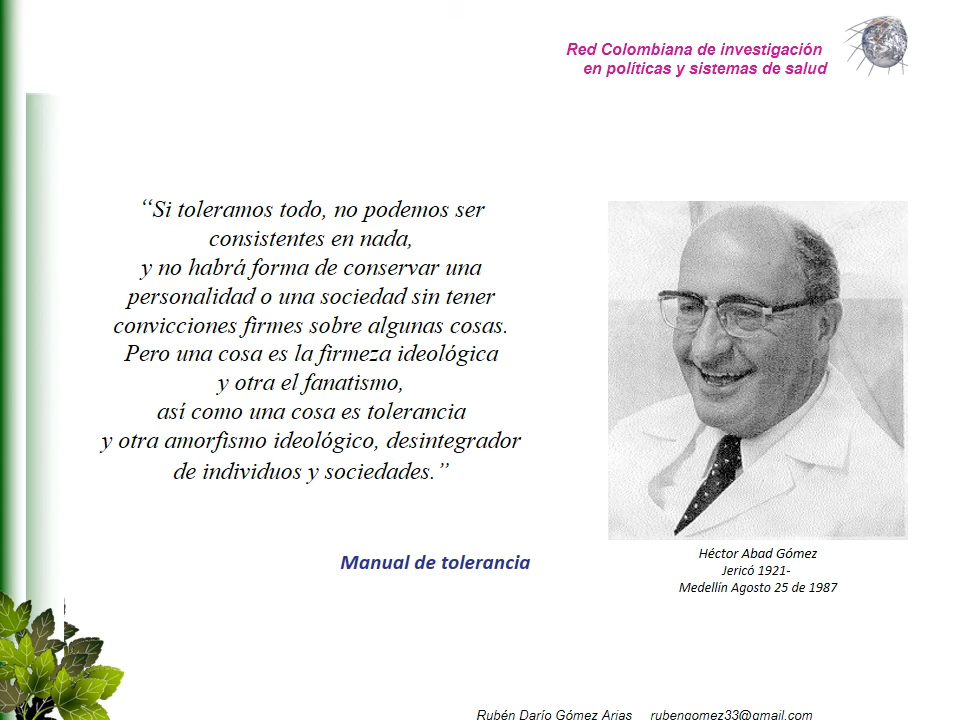 Red Colombiana de investigación
en políticas y sistemas de salud
“Si toleramos todo, no podemos ser
consistentes en nada,
y no habrá forma de conservar una
personalidad o una sociedad sin tener
convicciones firmes sobre algunas cosas.
Pero una cosa es la firmeza ideológica
y otra el fanatismo,
así como una cosa es tolerancia
y otra amorfismo ideológico, desintegrador
de individuos y sociedades.”
Manual de tolerancia
Héctor Abad Gómez
Jericó 1921-
Medellín Agosto 25 de 1987
Rubén Darío Gómez Arias rubengomez33@gmail.com